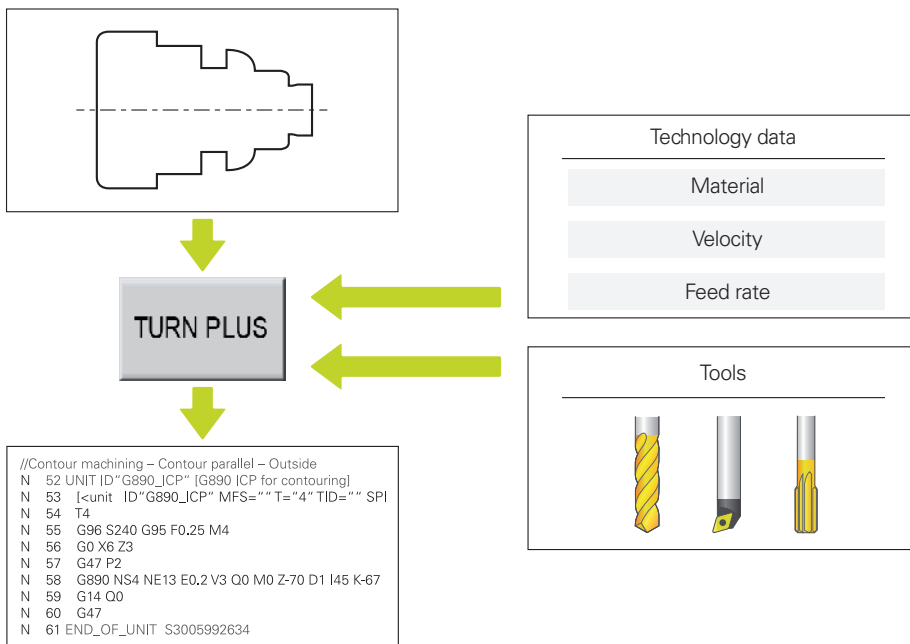 Technology data
Material
Velocity
Feed rate
TURN PLUS
Tools
//Contour machining – Contour parallel – Outside
N 52 UNIT ID"G890_ICP" [G890 ICP for contouring]
N 53 [<unit ID"G890_ICP" MFS="" T="4" TID="" SPI
N 54 T4
N 55 G96 S240 G95 F0.25 M4
N 56 G0 X6 Z3
N 57 G47 P2
N 58 G890 NS4 NE13 E0.2 V3 Q0 M0 Z-70 D1 I45 K-67
N 59 G14 Q0
N 60 G47
N 61 END_OF_UNIT S3005992634